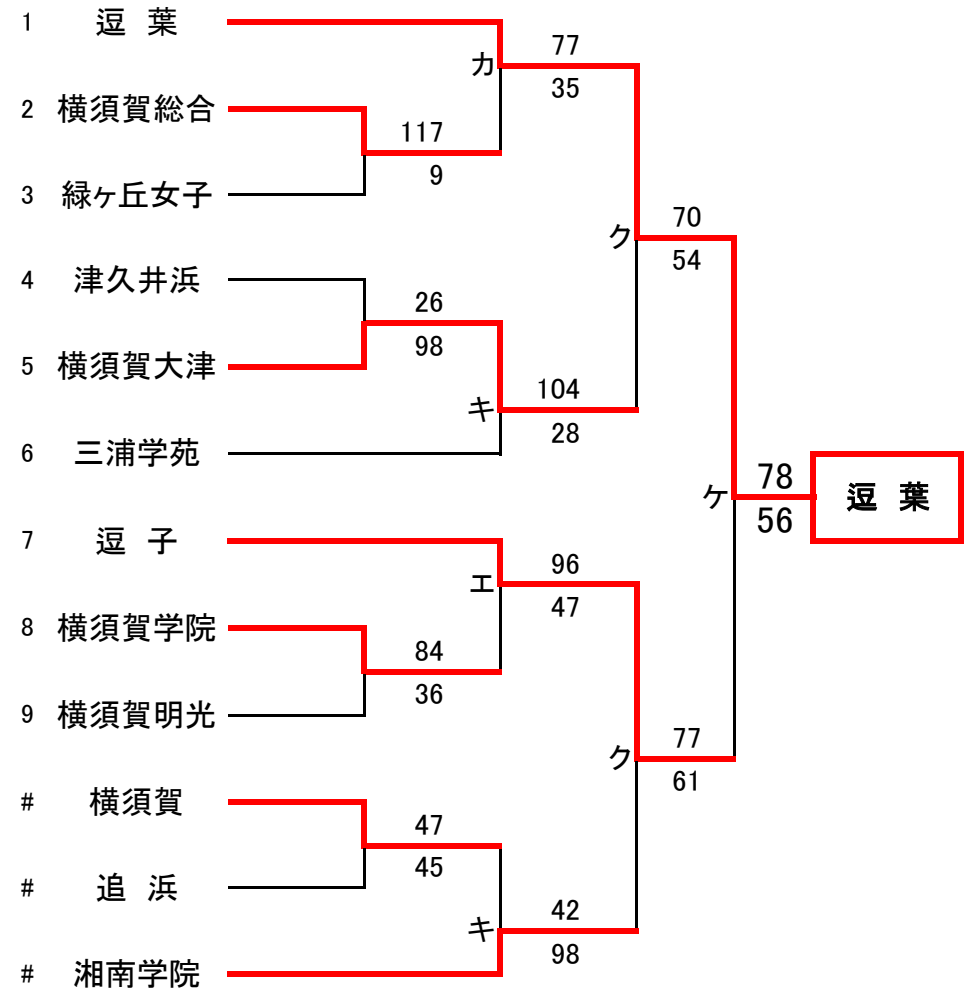 1 逗 葉
77
カ
35
2 横須賀総合
117
9
3 緑ヶ丘女子
70
ク
54
4 津久井浜
26
98
5 横須賀大津
104
キ
28
6 三浦学苑
78
ケ
56
逗 葉
7 逗 子
96
エ
47
8 横須賀学院
84
36
9 横須賀明光
77
ク
61
# 横須賀
47
45
# 追 浜
42
キ
98
# 湘南学院